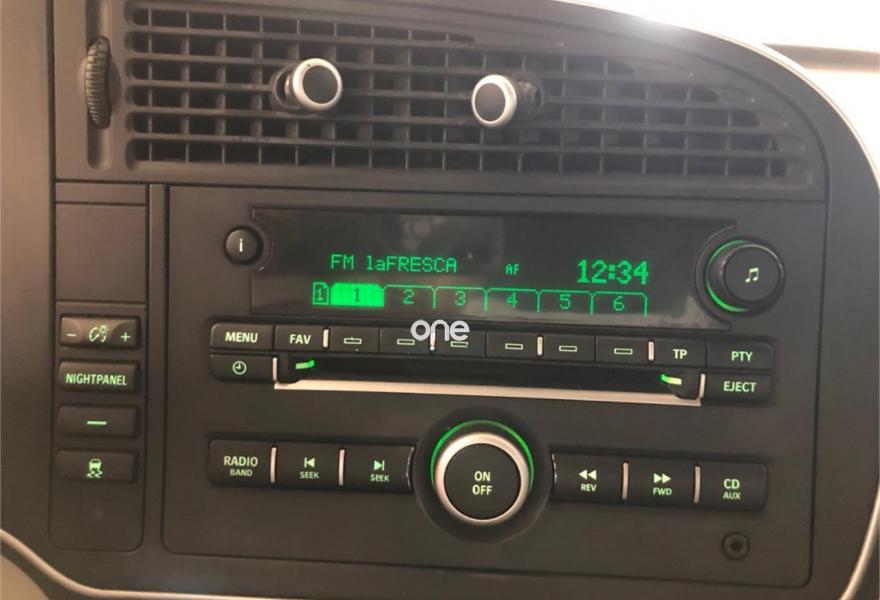 i
FM laFRESCA AF 12:34
1 1 2 3 4 5 6
one
MENU FAV TP PTY
NIGHTPANEL
EJECT
RADIO BAND
SEEK
SEEK
ON OFF
REV
FWD
CD AUX